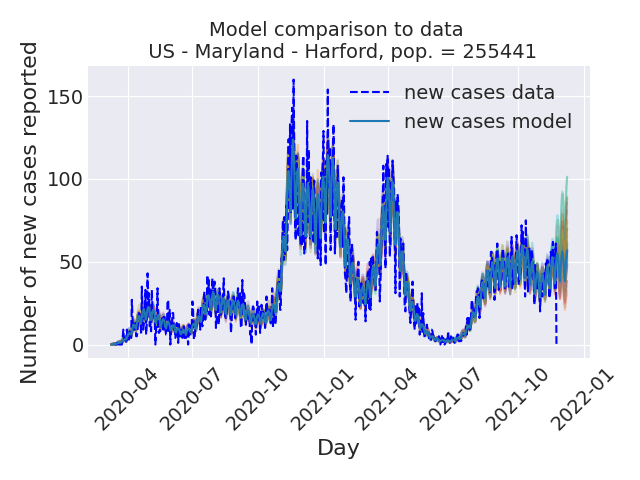 Model comparison to data
US - Maryland - Harford, pop. = 255441
Number of new cases reported
150
100
50
0
new cases data
new cases model
2020-04
2020-07
2020-10
2021-01
2021-04
2021-07
2021-10
2022-01
Day